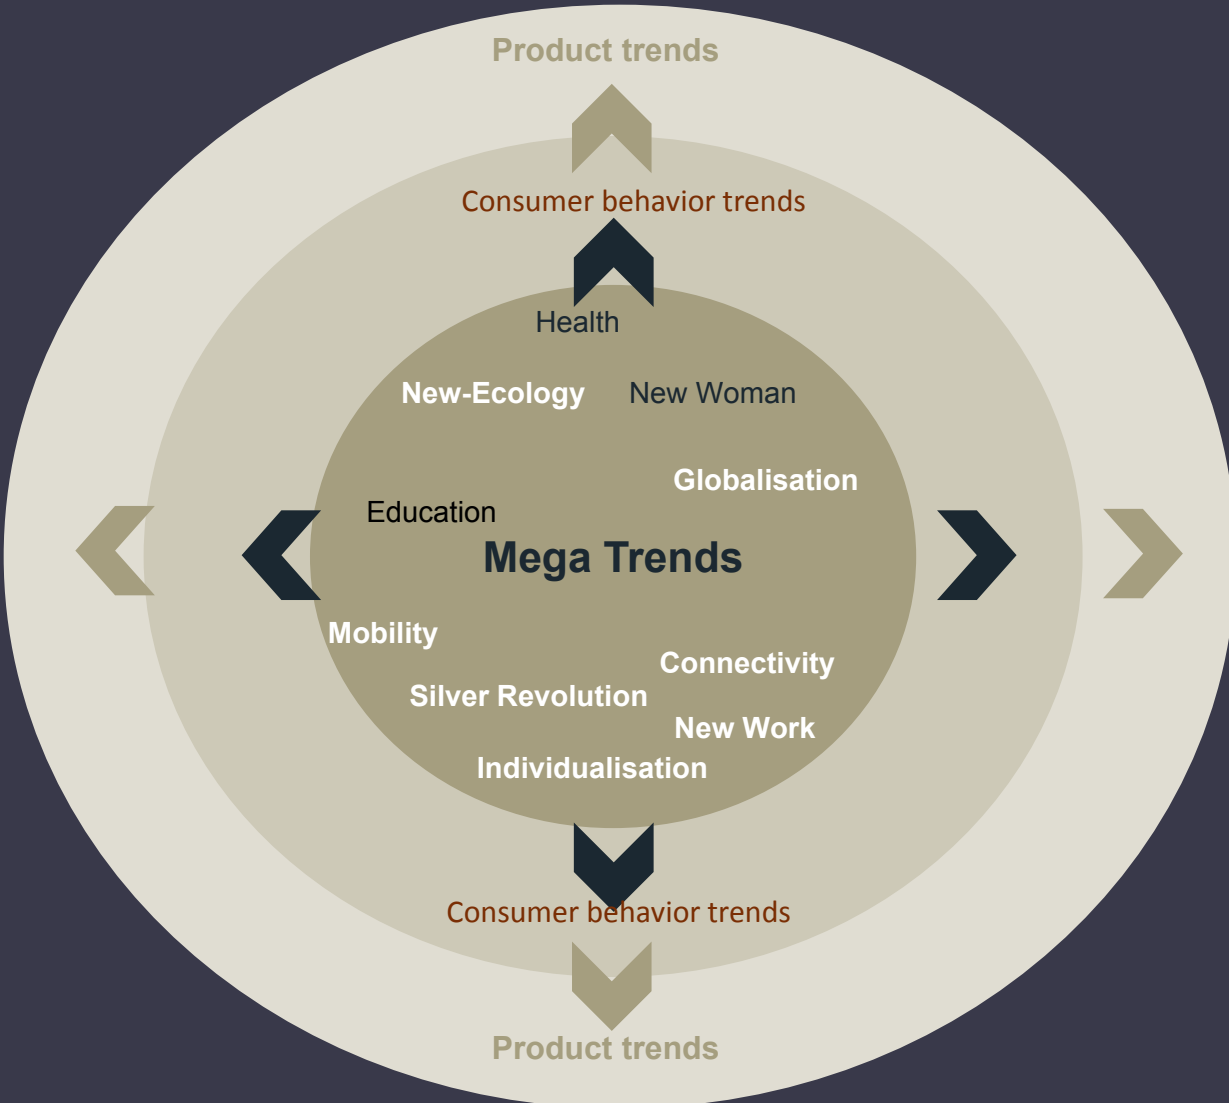 Product trends
Consumer behavior trends
Health
New-Ecology
New Woman
Globalisation
Education
Mega Trends
Mobility
Connectivity
Silver Revolution
New Work
Individualisation
Consumer behavior trends
Product trends